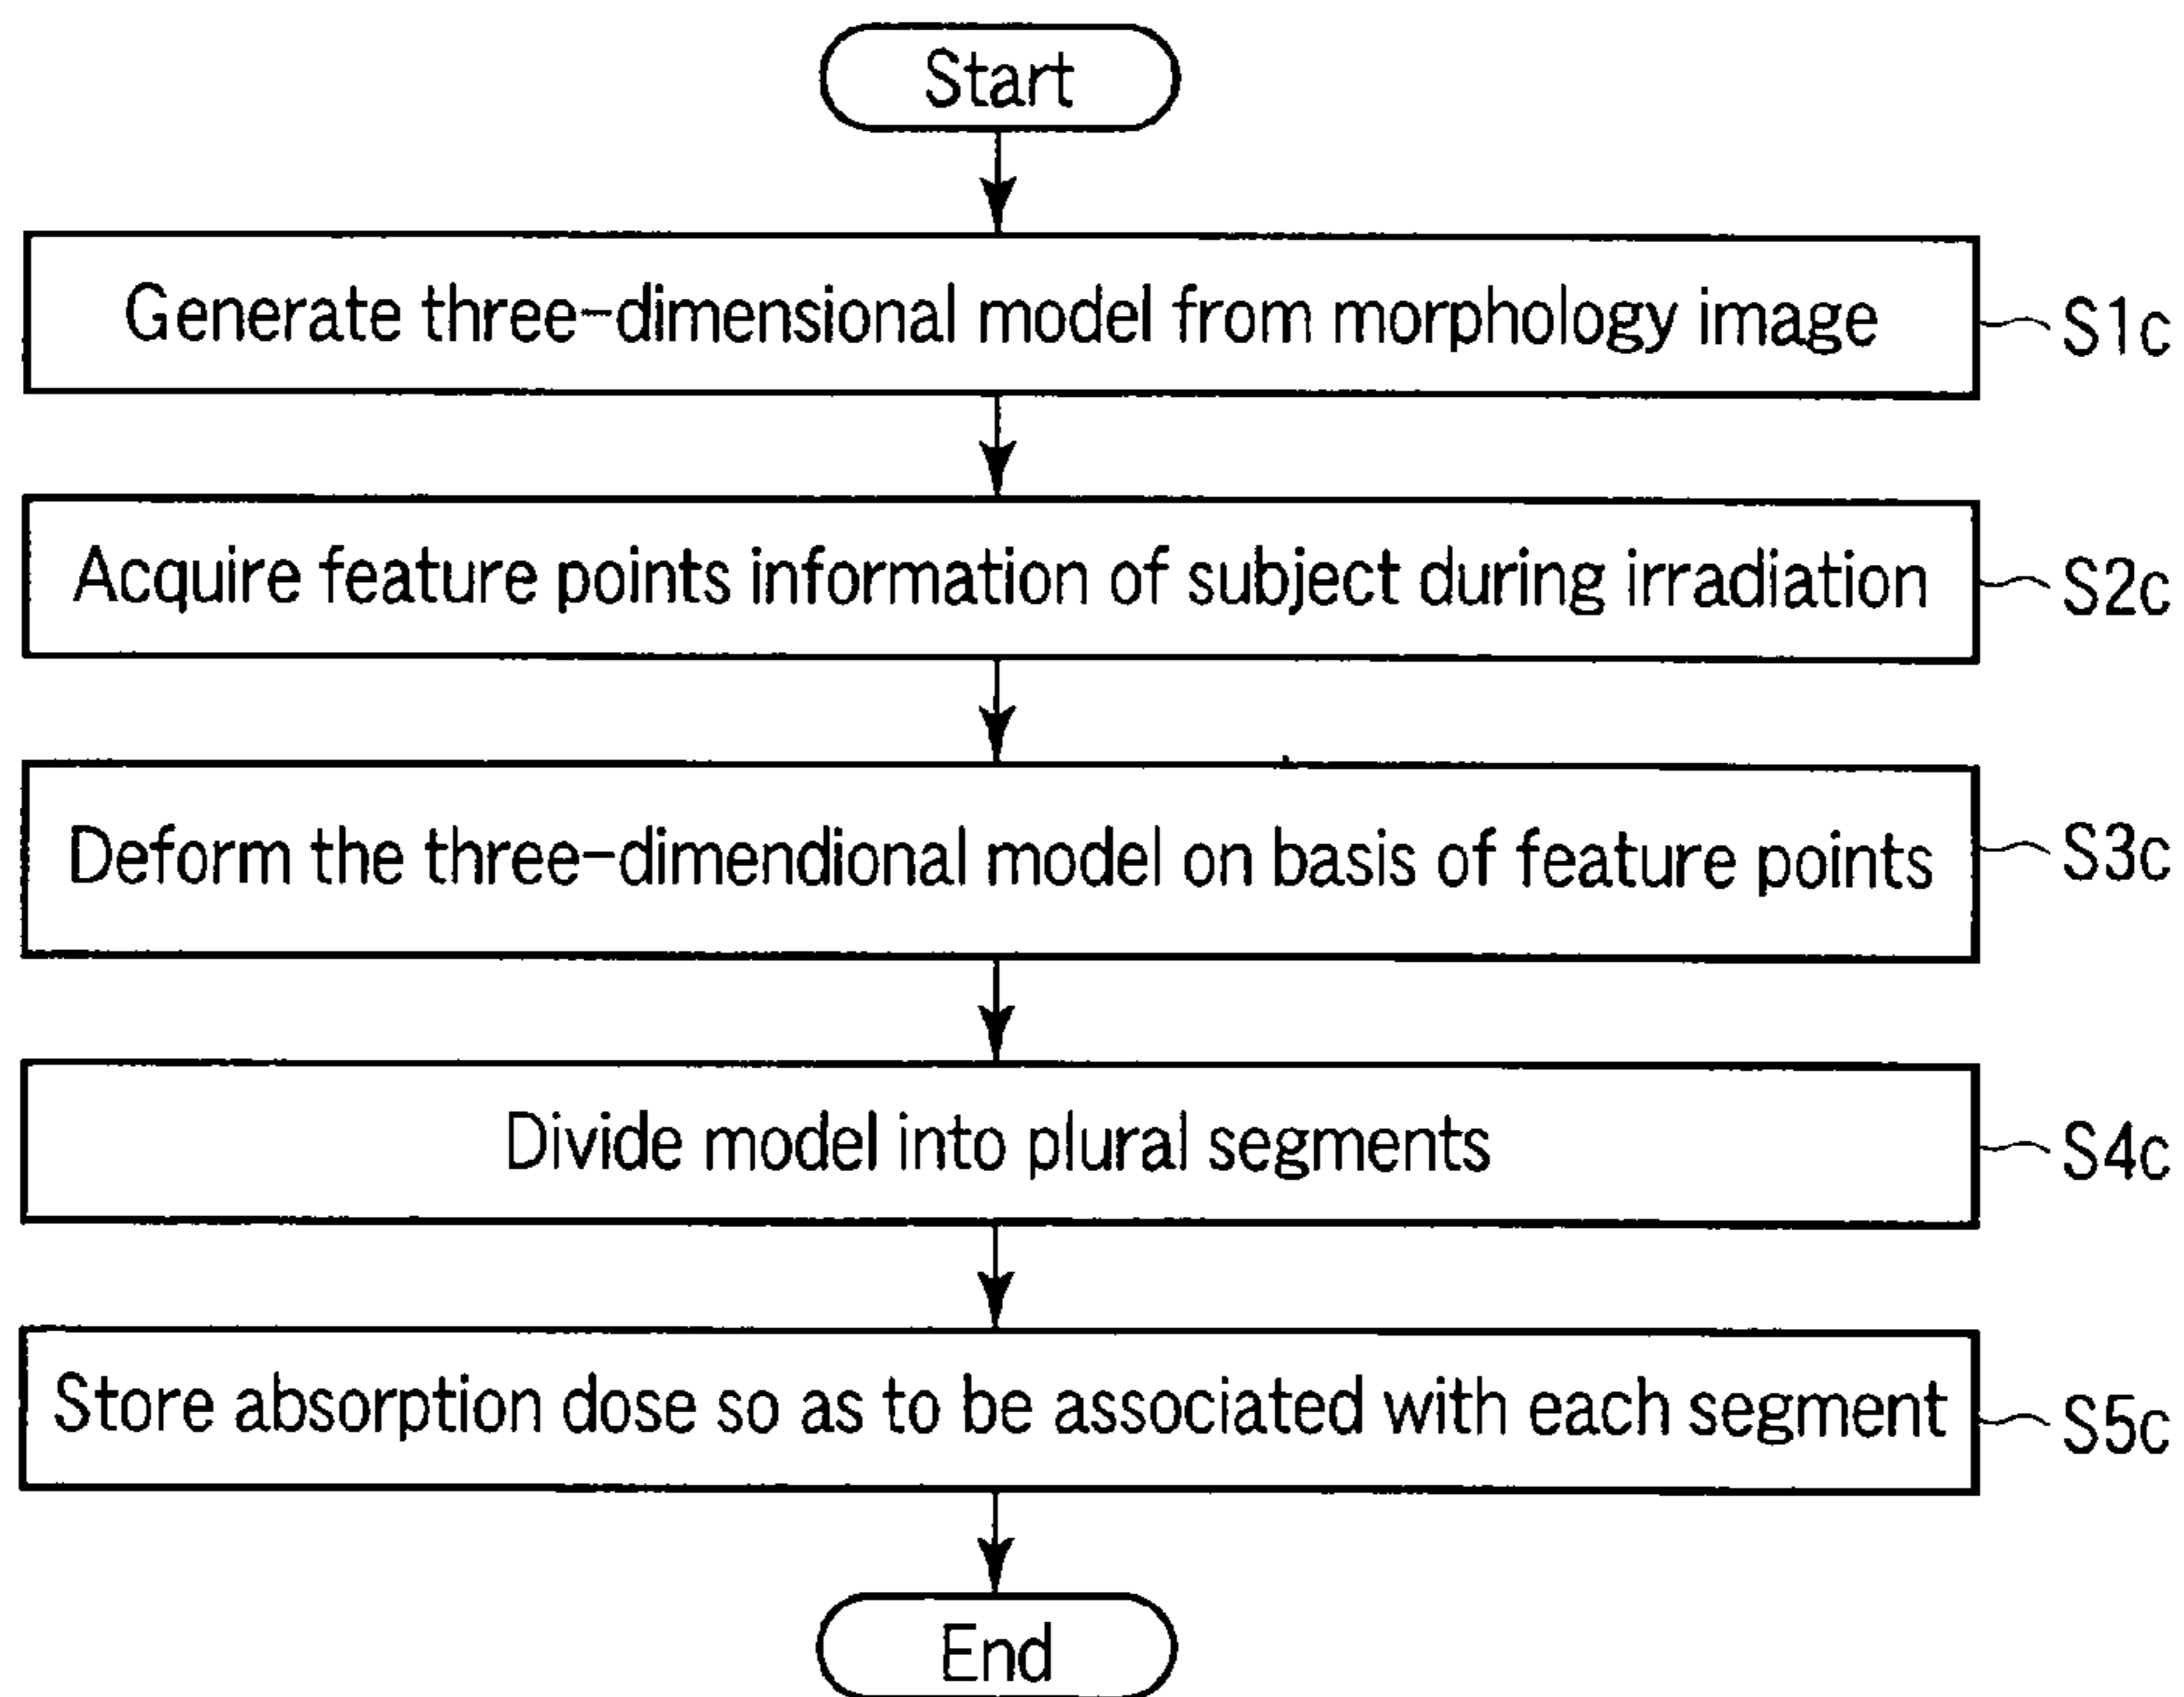 Start
Generate three-dimensional model from morphology image
S1c
Acquire feature points information of subject during irradiation
S2c
Deform the three-dimendional model on basis of feature points
S3c
Divide model into plural segments
S4c
Store absorption dose so as to be associated with each segment
S5c
End